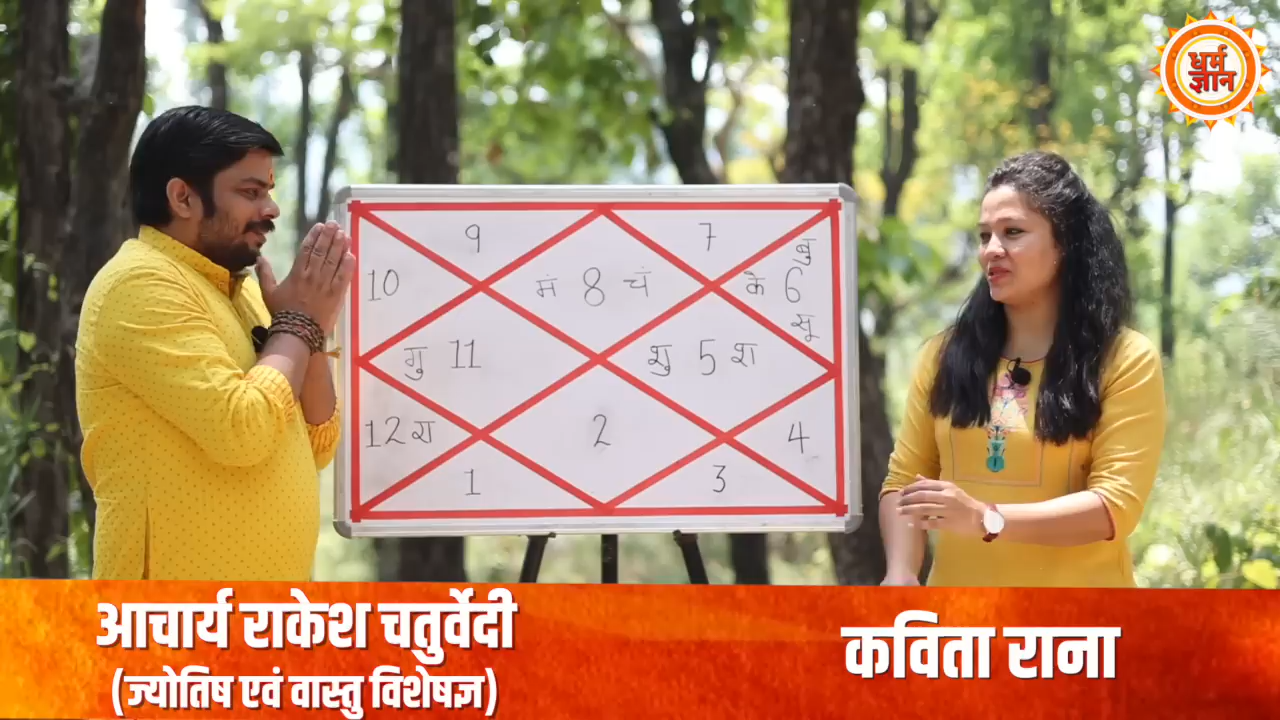 धर्म
ज्ञान
9
7
बु
10
मं 8 चं
के 6
सू
गु 11
शु 5 श
12 रा
2
4
1
3
आचार्य राकेश चतुर्वेदी
(ज्योतिष एवं वास्तु विशेषज्ञ)
कविता राना